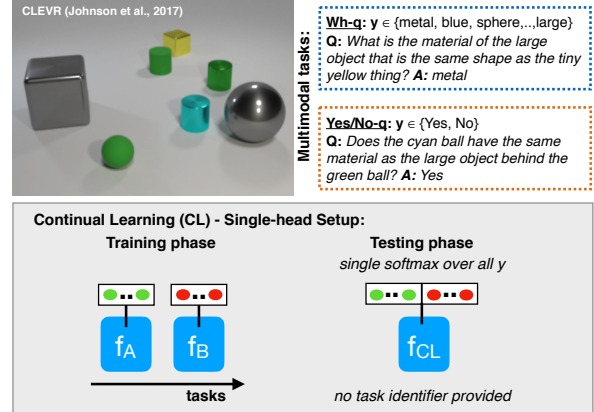 CLEVR (Johnson et al., 2017)
Multimodal tasks:
Wh-q: y ∈ {metal, blue, sphere,..,large}
Q: What is the material of the large
object that is the same shape as the tiny
yellow thing? A: metal
Yes/No-q: y ∈ {Yes, No}
Q: Does the cyan ball have the same
material as the large object behind the
green ball? A: Yes
Continual Learning (CL) - Single-head Setup:
Training phase
Testing phase
single softmax over all y
fA
fB
fCL
tasks
no task identifier provided